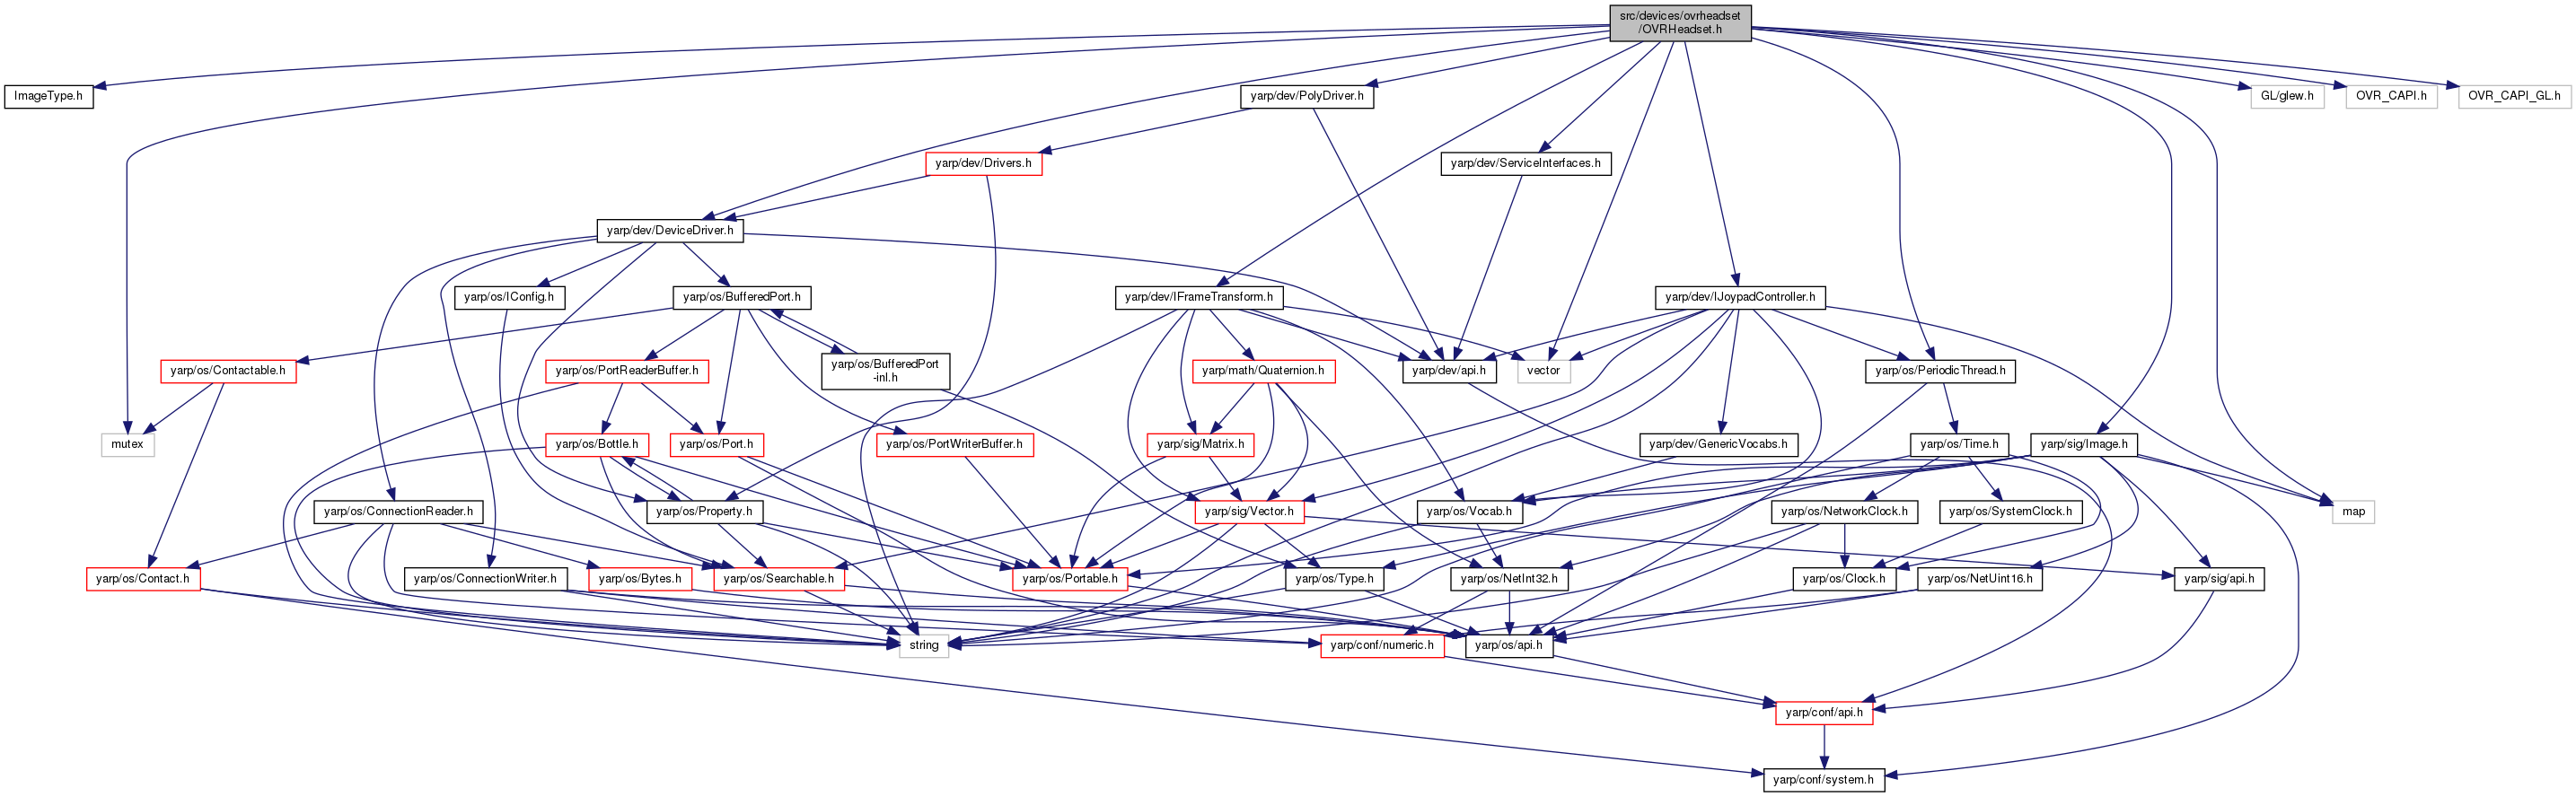 src/devices/ovrheadset
/OVRHeadset.h
ImageType.h
yarp/dev/PolyDriver.h
GL/glew.h
OVR_CAPI.h
OVR_CAPI_GL.h
yarp/dev/Drivers.h
yarp/dev/ServiceInterfaces.h
yarp/dev/DeviceDriver.h
yarp/os/IConfig.h
yarp/os/BufferedPort.h
yarp/dev/IFrameTransform.h
yarp/dev/IJoypadController.h
yarp/os/Contactable.h
yarp/os/PortReaderBuffer.h
yarp/os/BufferedPort
-inl.h
yarp/math/Quaternion.h
yarp/dev/api.h
vector
yarp/os/PeriodicThread.h
mutex
yarp/os/Bottle.h
yarp/os/Port.h
yarp/os/PortWriterBuffer.h
yarp/sig/Matrix.h
yarp/dev/GenericVocabs.h
yarp/os/Time.h
yarp/sig/Image.h
yarp/os/ConnectionReader.h
yarp/os/Property.h
yarp/sig/Vector.h
yarp/os/Vocab.h
yarp/os/NetworkClock.h
yarp/os/SystemClock.h
map
yarp/os/Contact.h
yarp/os/ConnectionWriter.h
yarp/os/Bytes.h
yarp/os/Searchable.h
yarp/os/Portable.h
yarp/os/Type.h
yarp/os/NetInt32.h
yarp/os/Clock.h
yarp/os/NetUint16.h
yarp/sig/api.h
string
yarp/conf/numeric.h
yarp/os/api.h
yarp/conf/api.h
yarp/conf/system.h